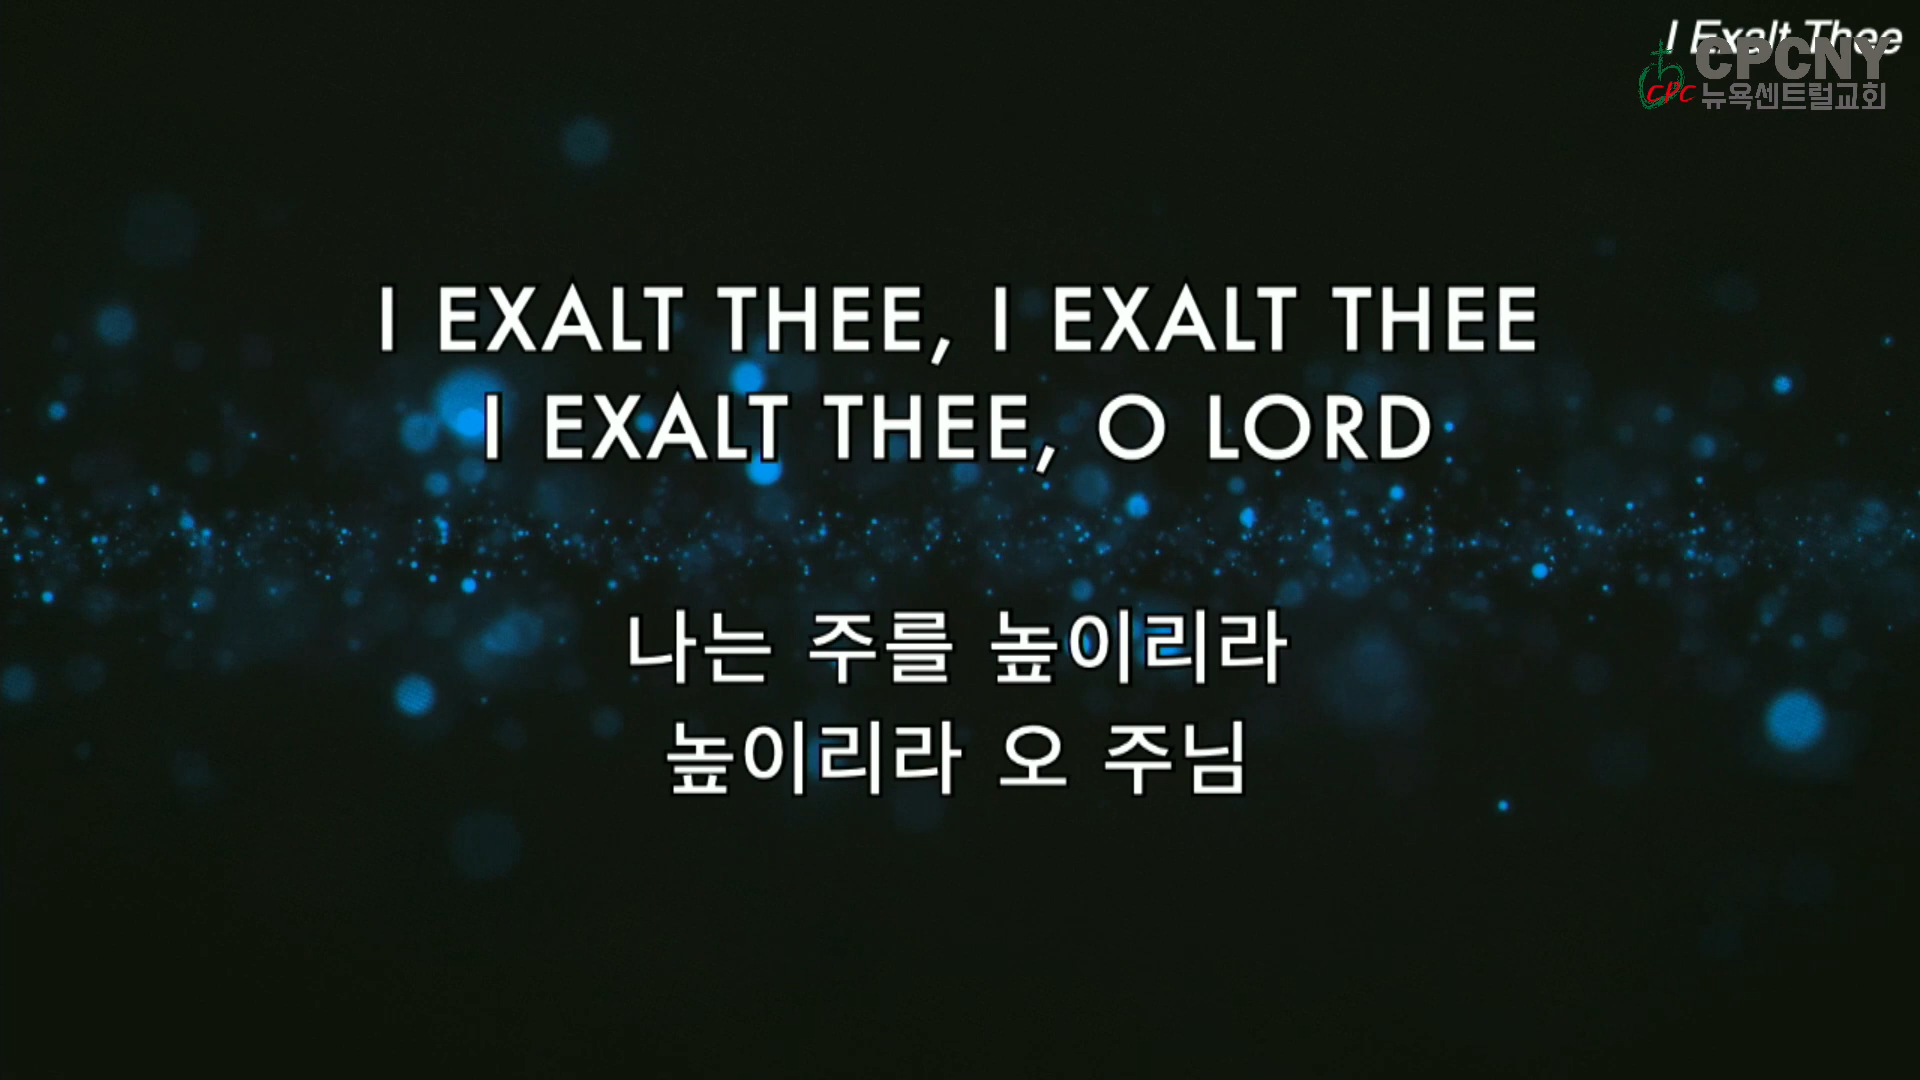 I Exalt Thee
CPCNY
CPC 뉴욕센트럴교회
I EXALT THEE, I EXALT THEE
I EXALT THEE, O LORD
나는 주를 높이리라
높이리라 오 주님